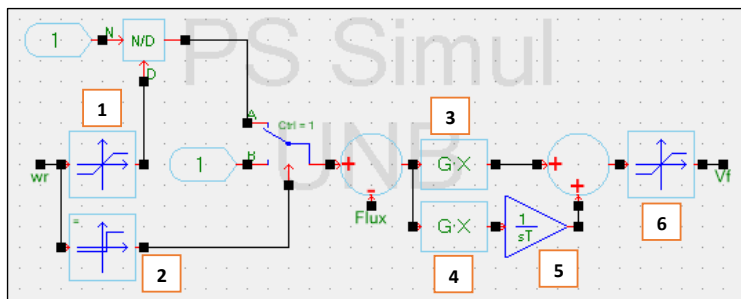 PS Simul
UNB
1
N
N/D
D
1
A
Ctrl = 1
3
1
B
+
G·X
+
wr
-
Flux
+
Vf
=
G·X
1
sT
6
2
4
5